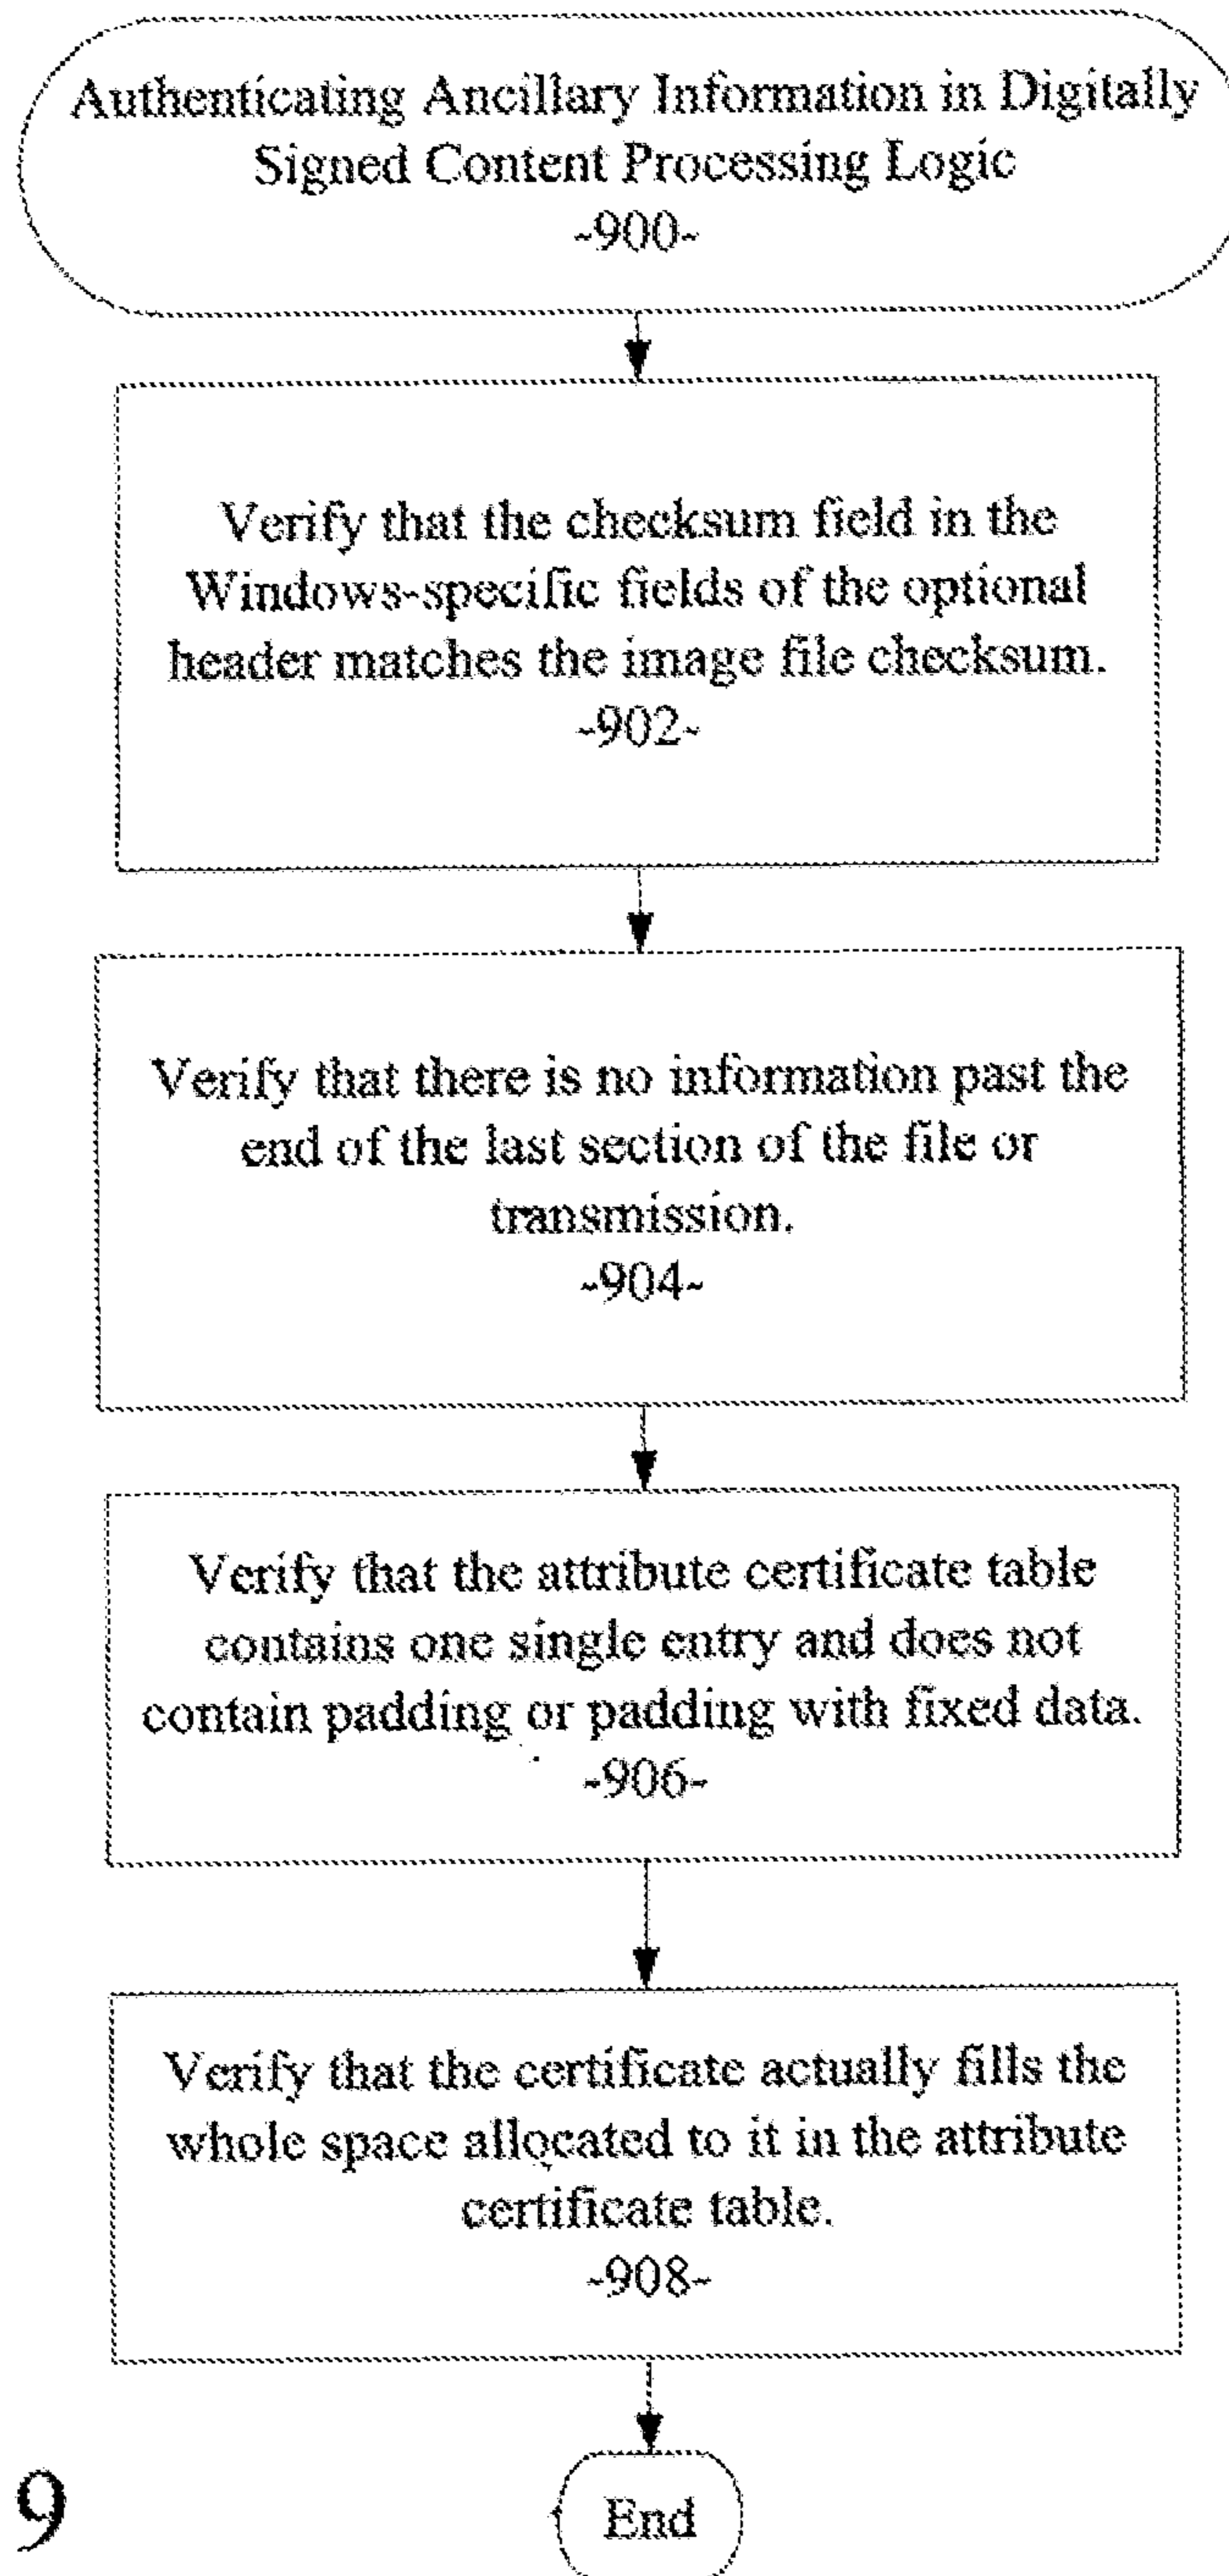 Authenticating Ancillary Information in Digitally
Signed Content Processing Logic
-900-
Verify that the checksum field in the
Windows-specific fields of the optional
header matches the image file checksum.
-902-
Verify that there is no information past the
end of the last section of the file or
transmission.
-904-
Verify that the attribute certificate table
contains one single entry and does not
contain padding or padding with fixed data.
-906-
Verify that the certificate actually fills the
whole space allocated to it in the attribute
certificate table.
-908-
9
End